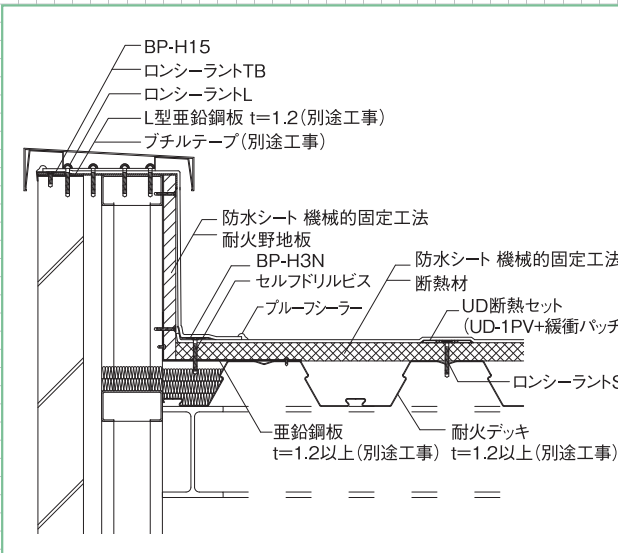 BP-H15
ロンシーラントTB
ロンシーラントL
L型亜鉛鋼板 t=1.2(別途工事)
ブチルテープ(別途工事)
防水シート 機械的固定工法
耐火野地板
BP-H3N
セルフドリルビス
プルーフシーラー
防水シート 機械的固定工法
断熱材
UD断熱セット
(UD-1PV+緩衝パッチ
ロンシーラントS
亜鉛鋼板
t=1.2以上(別途工事)
耐火デッキ
t=1.2以上(別途工事)